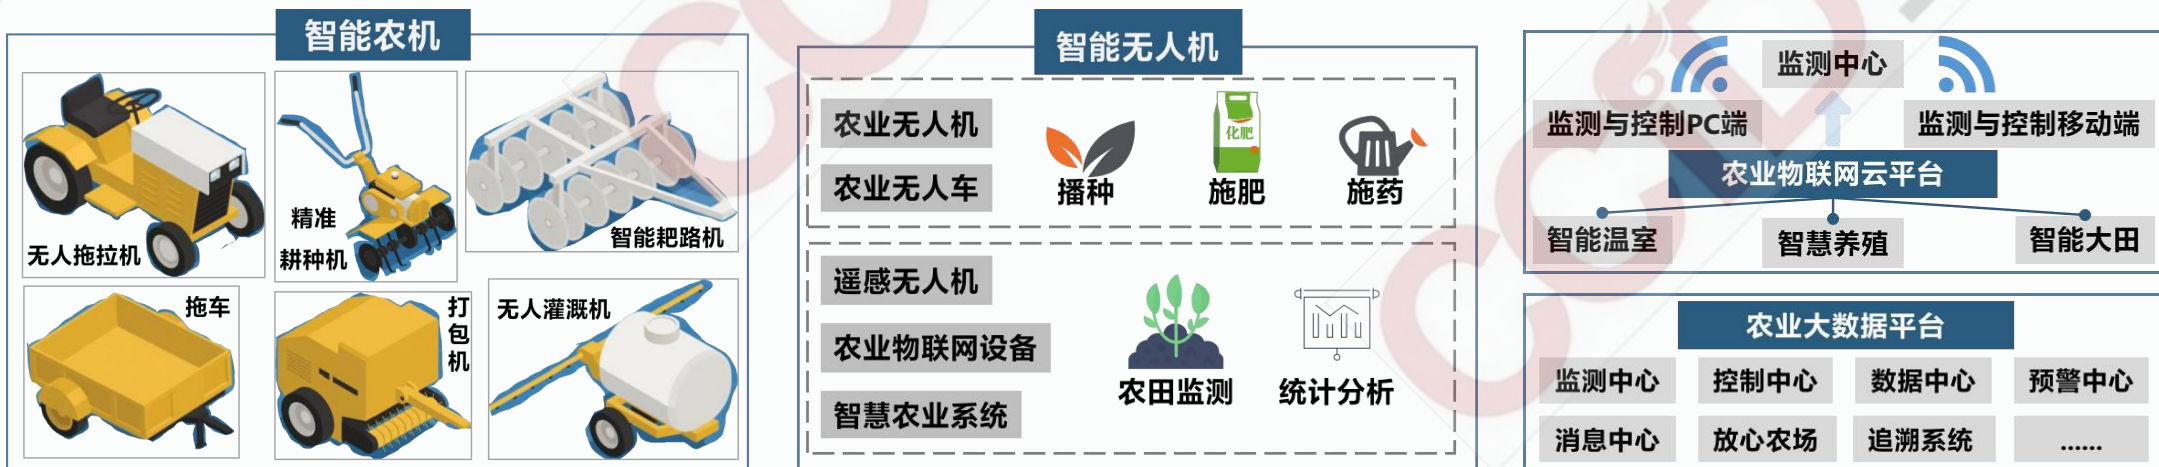 智能农机
无人拖拉机
精准
耕种机
智能耙路机
拖车
打
包
机
无人灌溉机
智能无人机
农业无人机
农业无人车
播种
化肥
施肥
施药
遥感无人机
农业物联网设备
智慧农业系统
农田监测
统计分析
监测中心
监测与控制PC端
监测与控制移动端
农业物联网云平台
智能温室
智慧养殖
智能大田
农业大数据平台
监测中心
控制中心
数据中心
预警中心
消息中心
放心农场
追溯系统
......